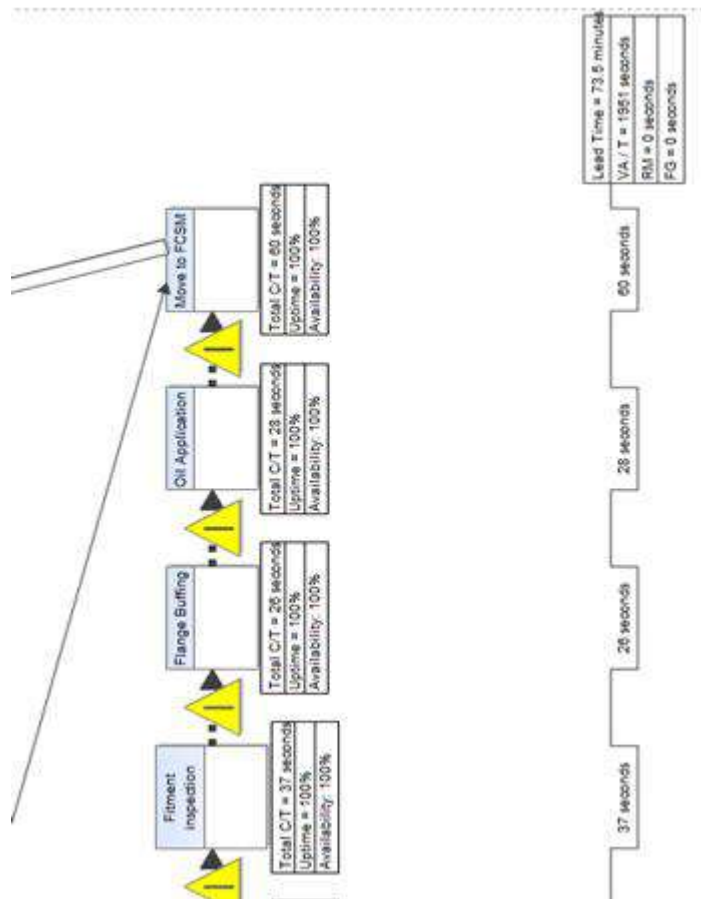 Fitment
inspection
Total C/T = 37 seconds
Uptime = 100%
Availability: 100%
Flange Buffing
Total C/T = 26 seconds
Uptime = 100%
Availability: 100%
Oil Application
Total C/T = 28 seconds
Uptime = 100%
Availability: 100%
Move to FCSM
Total C/T = 60 seconds
Uptime = 100%
Availability: 100%
37 seconds
26 seconds
28 seconds
60 seconds
Lead Time = 73.5 minutes
VA / T = 1951 seconds
RM = 0 seconds
FG = 0 seconds